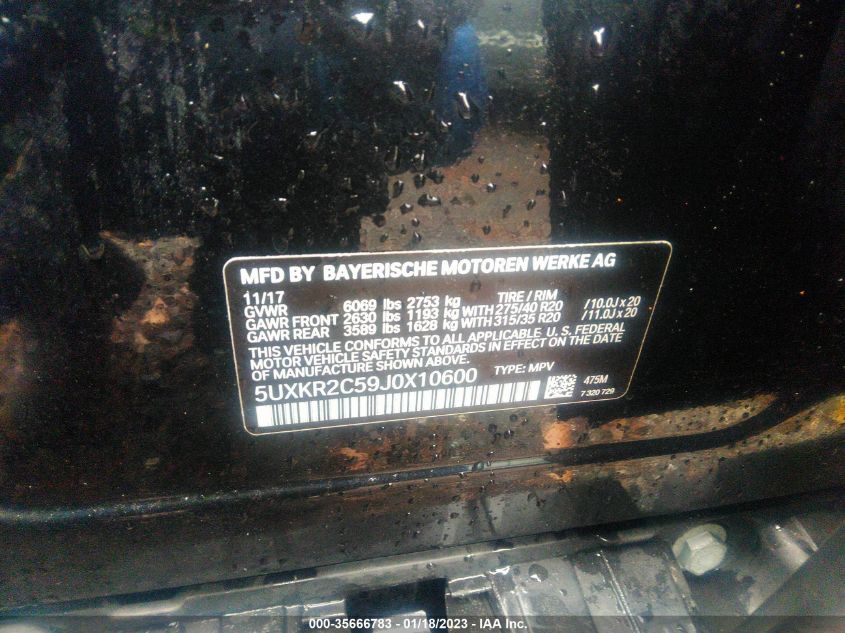 MFD BY BAYERISCHE MOTOREN WERKE AG
11/17 TIRE / RIM
GVWR 6069 lbs 2753 kg
GAWR FRONT 2630 lbs 1193 kg WITH 275/40 R20 /10.0J x 20
GAWR REAR 3589 lbs 1628 kg WITH 315/35 R20 /11.0J x 20
THIS VEHICLE CONFORMS TO ALL APPLICABLE U. S. FEDERAL
MOTOR VEHICLE SAFETY STANDARDS IN EFFECT ON THE DATE
OF MANUFACTURE SHOWN ABOVE.
5UXKR2C59J0X10600 TYPE: MPV
475M
7 320 729
000-35666783 - 01/18/2023 - IAA Inc.